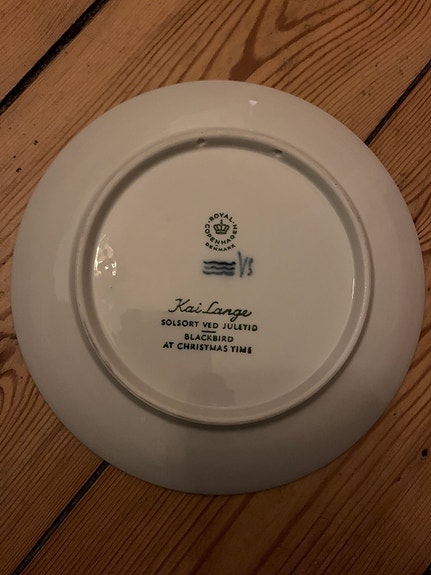 ROYAL COPENHAGEN
DENMARK
VS
Kai Lange
SOLSORT VED JULETID
BLACKBIRD
AT CHRISTMAS TIME